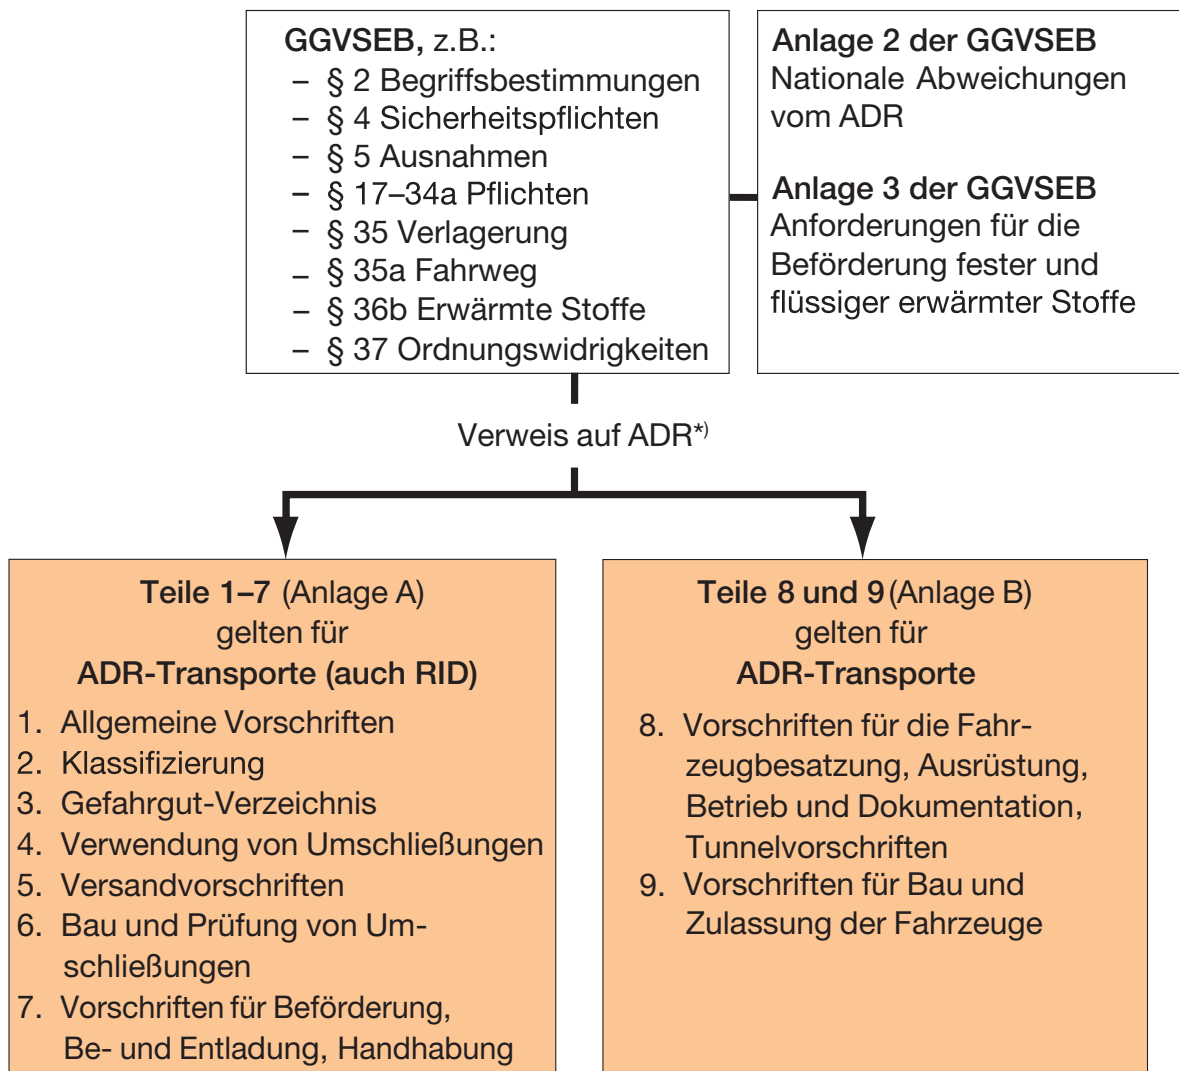 GGVSEB, z.B.:
– § 2 Begriffsbestimmungen
– § 4 Sicherheitspflichten
– § 5 Ausnahmen
– § 17–34a Pflichten
– § 35 Verlagerung
– § 35a Fahrweg
– § 36b Erwärmte Stoffe
– § 37 Ordnungswidrigkeiten
Anlage 2 der GGVSEB
Nationale Abweichungen
vom ADR
Anlage 3 der GGVSEB
Anforderungen für die
Beförderung fester und
flüssiger erwärmter Stoffe
Verweis auf ADR*)
Teile 1–7 (Anlage A)
gelten für
ADR-Transporte (auch RID)
1. Allgemeine Vorschriften
2. Klassifizierung
3. Gefahrgut-Verzeichnis
4. Verwendung von Umschließungen
5. Versandvorschriften
6. Bau und Prüfung von Um-
schließungen
7. Vorschriften für Beförderung,
Be- und Entladung, Handhabung
Teile 8 und 9 (Anlage B)
gelten für
ADR-Transporte
8. Vorschriften für die Fahr-
zeugbesatzung, Ausrüstung,
Betrieb und Dokumentation,
Tunnelvorschriften
9. Vorschriften für Bau und
Zulassung der Fahrzeuge